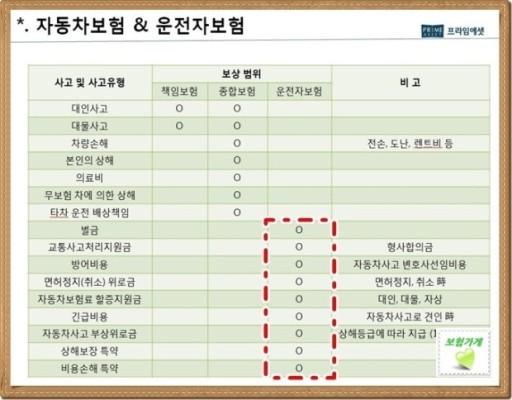 *. 자동차보험 & 운전자보험
PRIME ASSET 프라임에셋
사고 및 사고유형 보상 범위 비 고
책임보험 종합보험 운전자보험
대인사고 O O
대물사고 O O
차량손해 O 전손, 도난, 렌트비 등
본인의 상해 O
의료비 O
무보험 차에 의한 상해 O
타차 운전 배상책임 O
벌금 O
교통사고처리지원금 O 형사합의금
방어비용 O 자동차사고 변호사선임비용
면허정지(취소) 위로금 O 면허정지, 취소 時
자동차보험료 할증지원금 O 대인, 대물, 자상
긴급비용 O 자동차사고로 견인 時
자동차사고 부상위로금 O 상해등급에 따라 지급 (1
상해보장 특약 O
비용손해 특약 O
보험가게